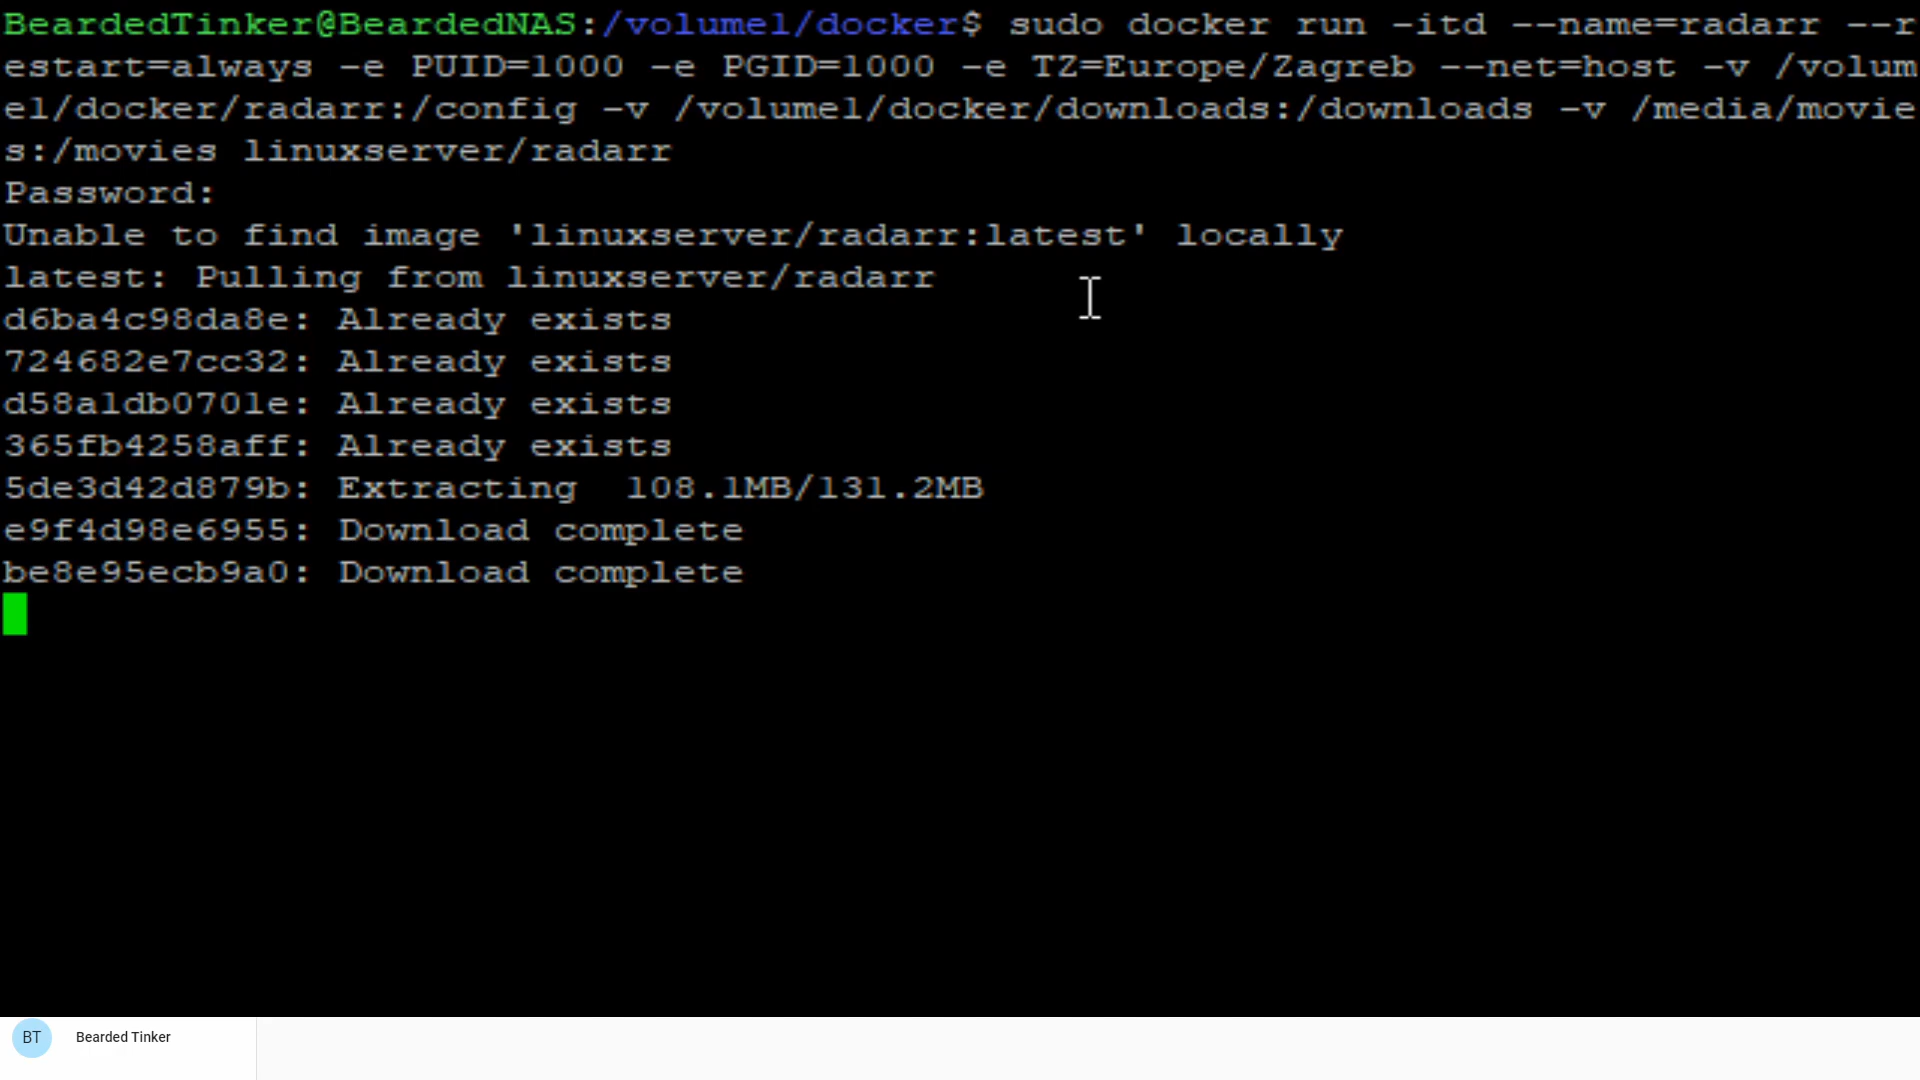 BeardedTinker@BeardedNAS:/volume1/docker$ sudo docker run -itd --name=radarr --r
estart=always -e PUID=1000 -e PGID=1000 -e TZ=Europe/Zagreb --net=host -v /volum
e1/docker/radarr:/config -v /volume1/docker/downloads:/downloads -v /media/movie
s:/movies linuxserver/radarr
Password:
Unable to find image 'linuxserver/radarr:latest' locally
latest: Pulling from linuxserver/radarr
d6ba4c98da8e: Already exists
724682e7cc32: Already exists
d58a1db0701e: Already exists
365fb4258aff: Already exists
5de3d42d879b: Extracting  108.1MB/131.2MB
e9f4d98e6955: Download complete
be8e95ecb9a0: Download complete
BT Bearded Tinker